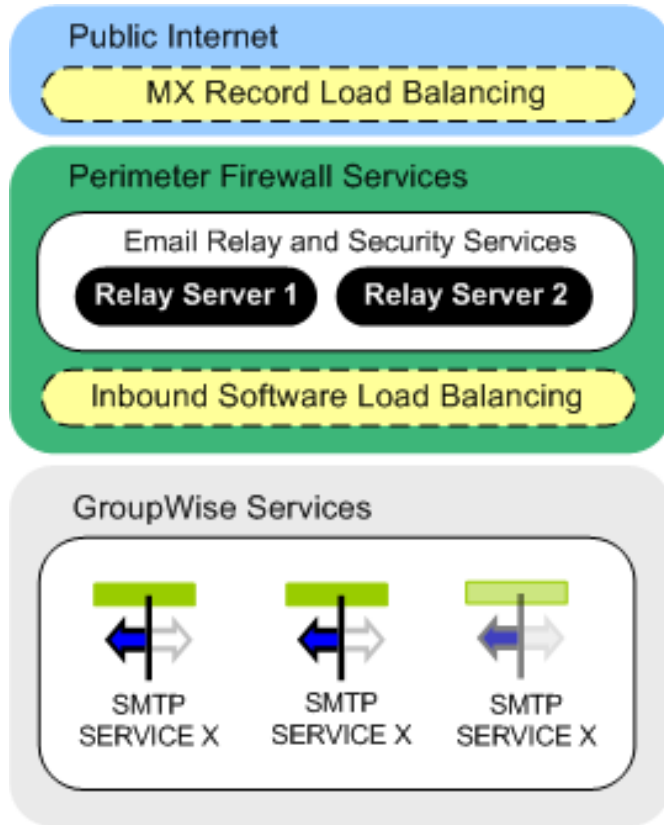 Public Internet
MX Record Load Balancing
Perimeter Firewall Services
Email Relay and Security Services
Relay Server 1
Relay Server 2
Inbound Software Load Balancing
GroupWise Services
SMTP
SERVICE X
SMTP
SERVICE X
SMTP
SERVICE X